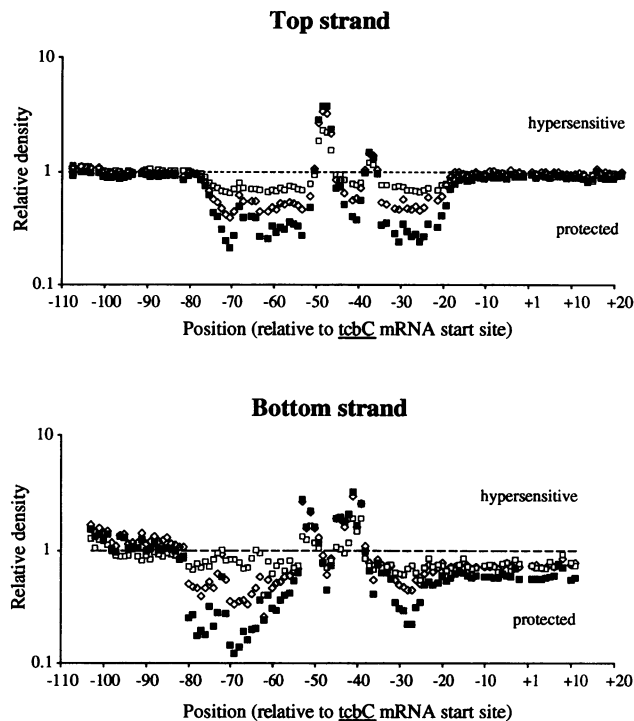 Top strand
10
1
0.1
Relative density
hypersensitive
protected
-110 -100 -90 -80 -70 -60 -50 -40 -30 -20 -10 +1 +10 +20
Position (relative to tcbC mRNA start site)
Bottom strand
10
1
0.1
Relative density
hypersensitive
protected
-110 -100 -90 -80 -70 -60 -50 -40 -30 -20 -10 +1 +10 +20
Position (relative to tcbC mRNA start site)